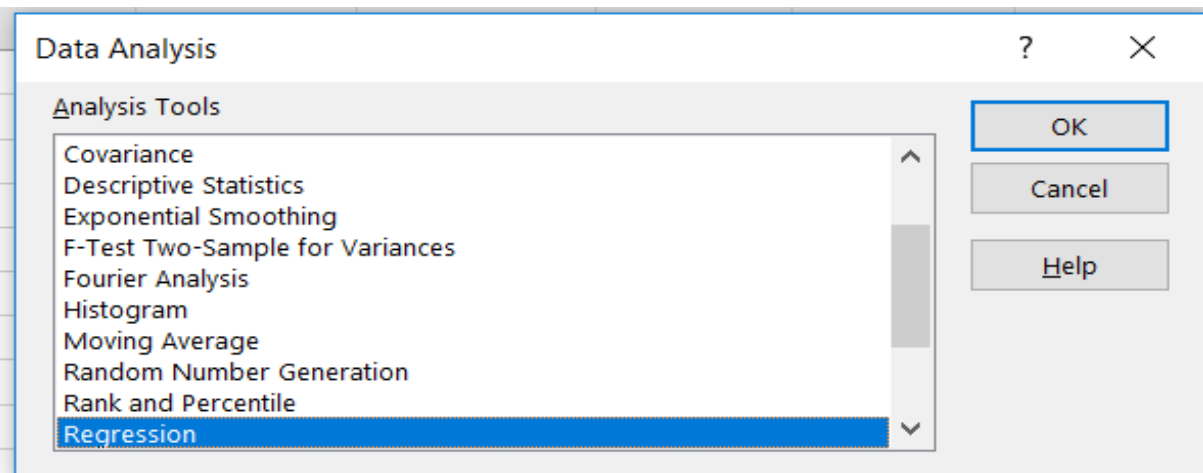 Data Analysis
?
Analysis Tools
Covariance
Descriptive Statistics
Exponential Smoothing
F-Test Two-Sample for Variances
Fourier Analysis
Histogram
Moving Average
Random Number Generation
Rank and Percentile
Regression
OK
Cancel
Help